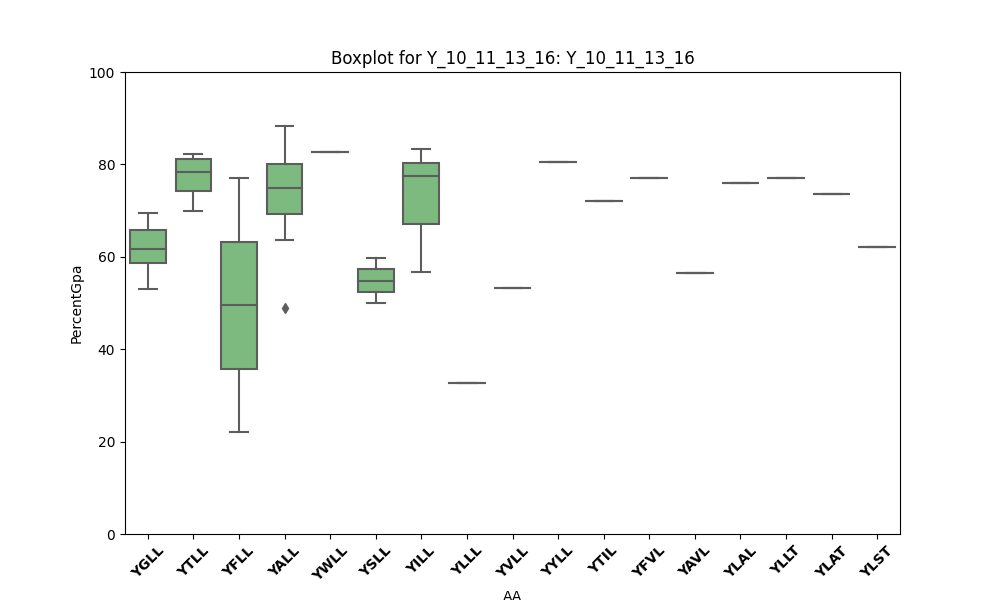 Boxplot for Y_10_11_13_16: Y_10_11_13_16
100
80
60
40
20
0
PercentGpa
YGLL YTLL YFLL YALL YWLL YSLL YILL YLLL YVLL YYLL YTIL YFVL YAVL YLAL YLLT YLAT YLST
AA